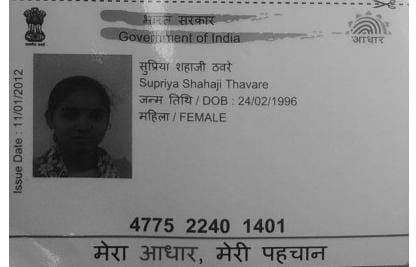 भारत सरकार
Government of India
आधार
सुप्रिया शहाजी ठवरे
Supriya Shahaji Thavare
जन्म तिथि / DOB : 24/02/1996
महिला / FEMALE
Issue Date : 11/01/2012
4775 2240 1401
मेरा आधार, मेरी पहचान